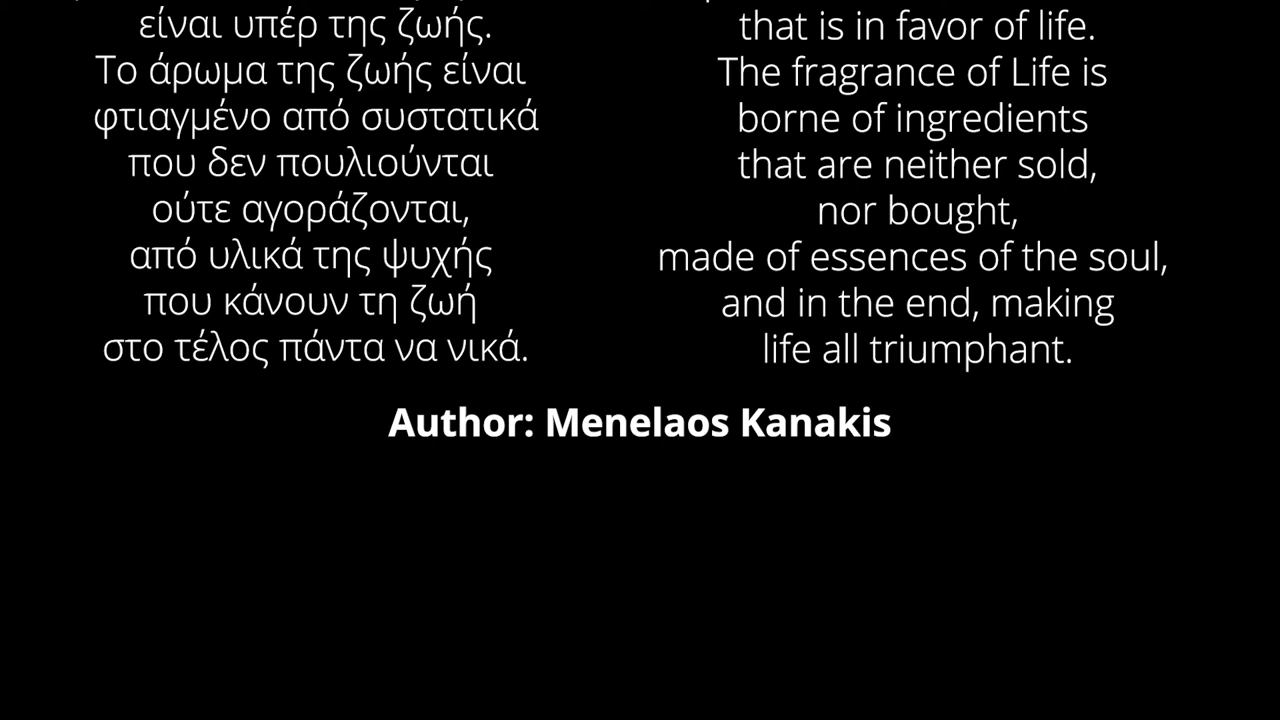 είναι υπέρ της ζωής.
Το άρωμα της ζωής είναι
φτιαγμένο από συστατικά
που δεν πουλιούνται
ούτε αγοράζονται,
από υλικά της ψυχής
που κάνουν τη ζωή
στο τέλος πάντα να νικά.
that is in favor of life.
The fragrance of Life is
borne of ingredients
that are neither sold,
nor bought,
made of essences of the soul,
and in the end, making
life all triumphant.
Author: Menelaos Kanakis